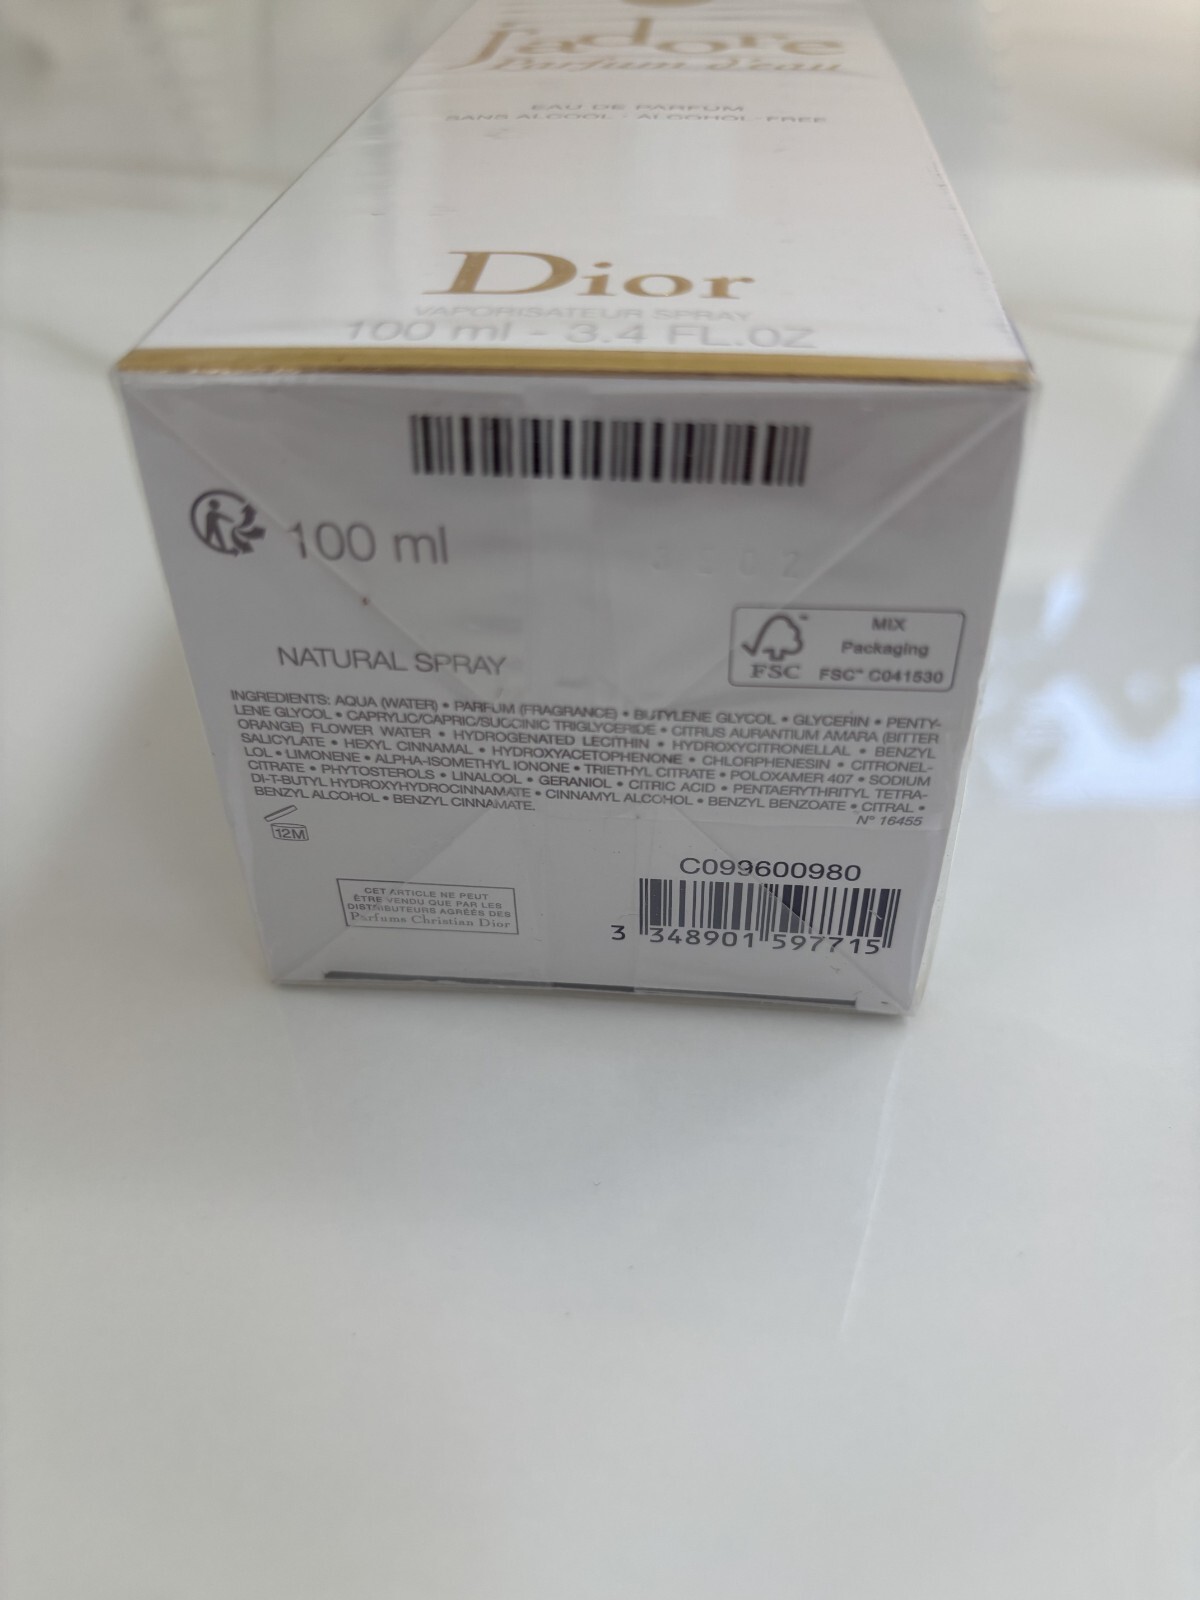 J'adore
Parfum d'eau
EAU DE PARFUM
SANS ALCOOL · ALCOHOL-FREE
Dior
VAPORISATEUR SPRAY
100 ml - 3.4 FL.OZ
100 ml
NATURAL SPRAY
MIX
Packaging
FSC™ C041530
FSC
INGREDIENTS: AQUA (WATER) • PARFUM (FRAGRANCE) • BUTYLENE GLYCOL • GLYCERIN • PENTY-
LENE GLYCOL • CAPRYLIC/CAPRIC/SUCCINIC TRIGLYCERIDE • CITRUS AURANTIUM AMARA (BITTER
ORANGE) FLOWER WATER • HYDROGENATED LECITHIN • HYDROXYCITRONELLAL • BENZYL
SALICYLATE • HEXYL CINNAMAL • HYDROXYACETOPHENONE • CHLORPHENESIN • CITRONEL-
LOL • LIMONENE • ALPHA-ISOMETHYL IONONE • TRIETHYL CITRATE • POLOXAMER 407 • SODIUM
CITRATE • PHYTOSTEROLS • LINALOOL • GERANIOL • CITRIC ACID • PENTAERYTHRITYL TETRA-
DI-T-BUTYL HYDROXYHYDROCINNAMATE • CINNAMYL ALCOHOL • BENZYL BENZOATE • CITRAL •
BENZYL ALCOHOL • BENZYL CINNAMATE.
N° 16455
12M
CET ARTICLE NE PEUT
ÊTRE VENDU QUE PAR LES
DISTRIBUTEURS AGRÉÉS DES
Parfums Christian Dior
C099600980
3 348901 597715